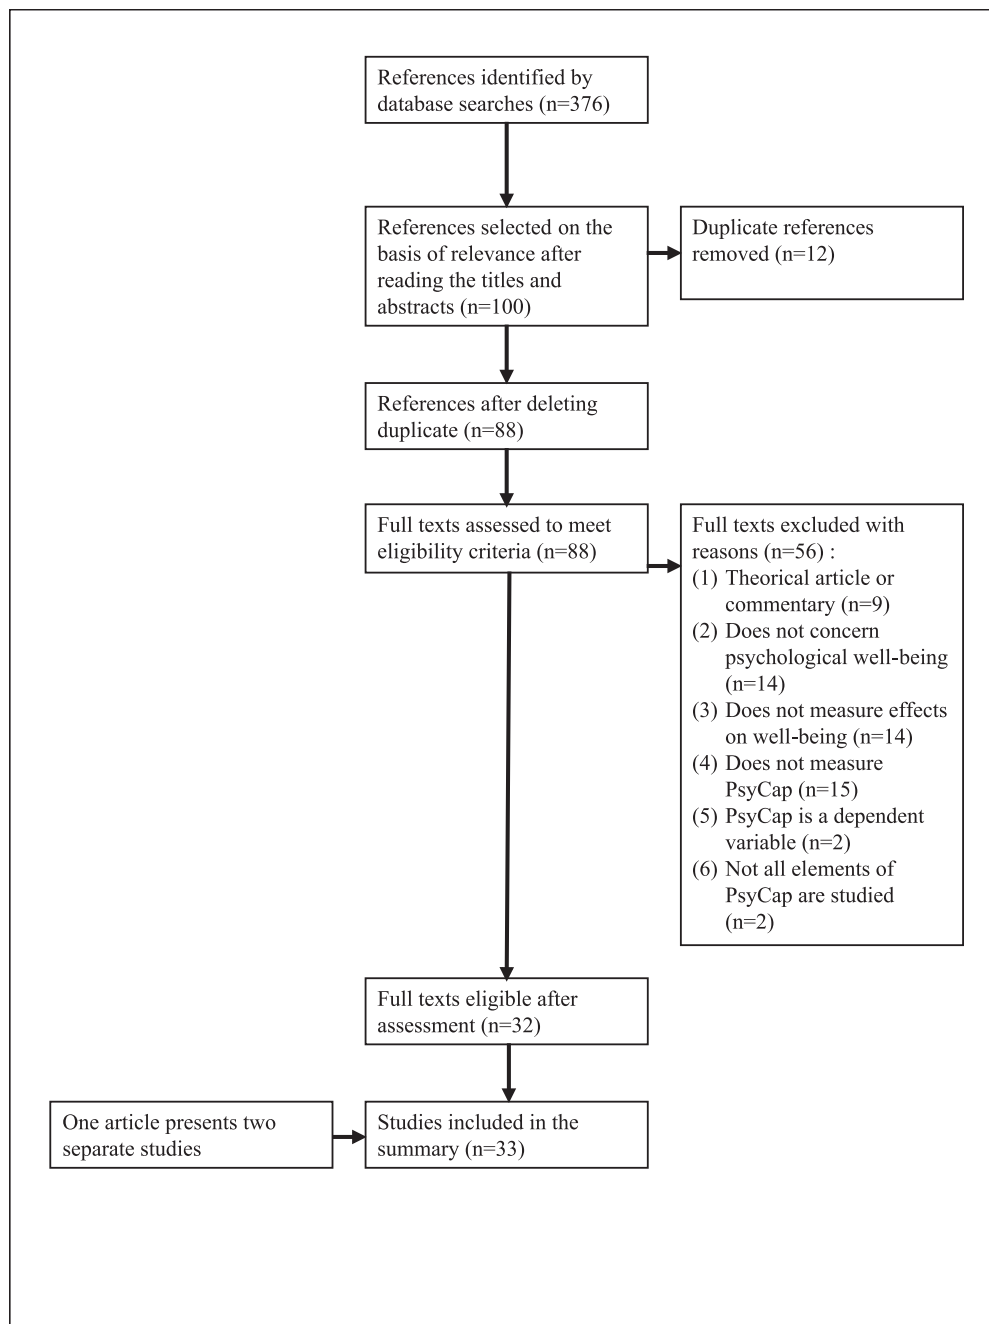 References identified by
database searches (n=376)
References selected on the
basis of relevance after
reading the titles and
abstracts (n=100)
Duplicate references
removed (n=12)
References after deleting
duplicate (n=88)
Full texts assessed to meet
eligibility criteria (n=88)
Full texts excluded with
reasons (n=56) :
(1) Theorical article or
commentary (n=9)
(2) Does not concern
psychological well-being
(n=14)
(3) Does not measure effects
on well-being (n=14)
(4) Does not measure
PsyCap (n=15)
(5) PsyCap is a dependent
variable (n=2)
(6) Not all elements of
PsyCap are studied
(n=2)
Full texts eligible after
assessment (n=32)
One article presents two
separate studies
Studies included in the
summary (n=33)